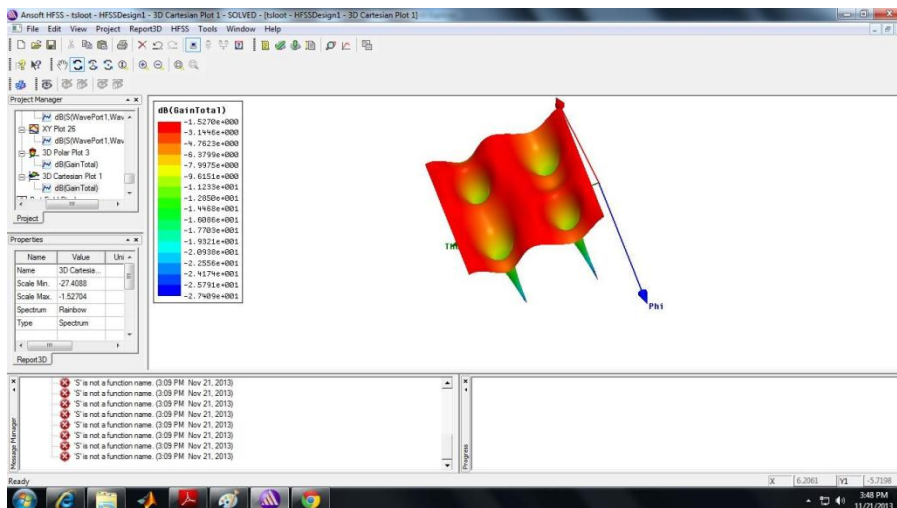 Ansoft HFSS - tsloot - HFSSDesign1 - 3D Cartesian Plot 1 - SOLVED - [tsloot - HFSSDesign1 - 3D Cartesian Plot 1]
File Edit View Project Report3D HFSS Tools Window Help
Project Manager
dB(S(WavePort1,Wav
XY Plot 26
dB(S(WavePort1,Wav
3D Polar Plot 3
dB(GainTotal)
3D Cartesian Plot 1
dB(GainTotal)
Project
Properties
Name Value Uni
Name 3D Cartesia...
Scale Min. -27.4088
Scale Max. -1.52704
Spectrum Rainbow
Type Spectrum
Report3D
dB(GainTotal)
-1.5270e+000
-3.1446e+000
-4.7623e+000
-6.3799e+000
-7.9975e+000
-9.6151e+000
-1.1233e+001
-1.2850e+001
-1.4468e+001
-1.6086e+001
-1.7703e+001
-1.9321e+001
-2.0938e+001
-2.2556e+001
-2.4174e+001
-2.5791e+001
-2.7409e+001
Phi
Message Manager
'S' is not a function name. (3:09 PM Nov 21, 2013)
'S' is not a function name. (3:09 PM Nov 21, 2013)
'S' is not a function name. (3:09 PM Nov 21, 2013)
'S' is not a function name. (3:09 PM Nov 21, 2013)
'S' is not a function name. (3:09 PM Nov 21, 2013)
'S' is not a function name. (3:09 PM Nov 21, 2013)
'S' is not a function name. (3:09 PM Nov 21, 2013)
'S' is not a function name. (3:09 PM Nov 21, 2013)
Progress
Ready
X 6.2061 Y1 -5.7198
3:48 PM
11/21/2013